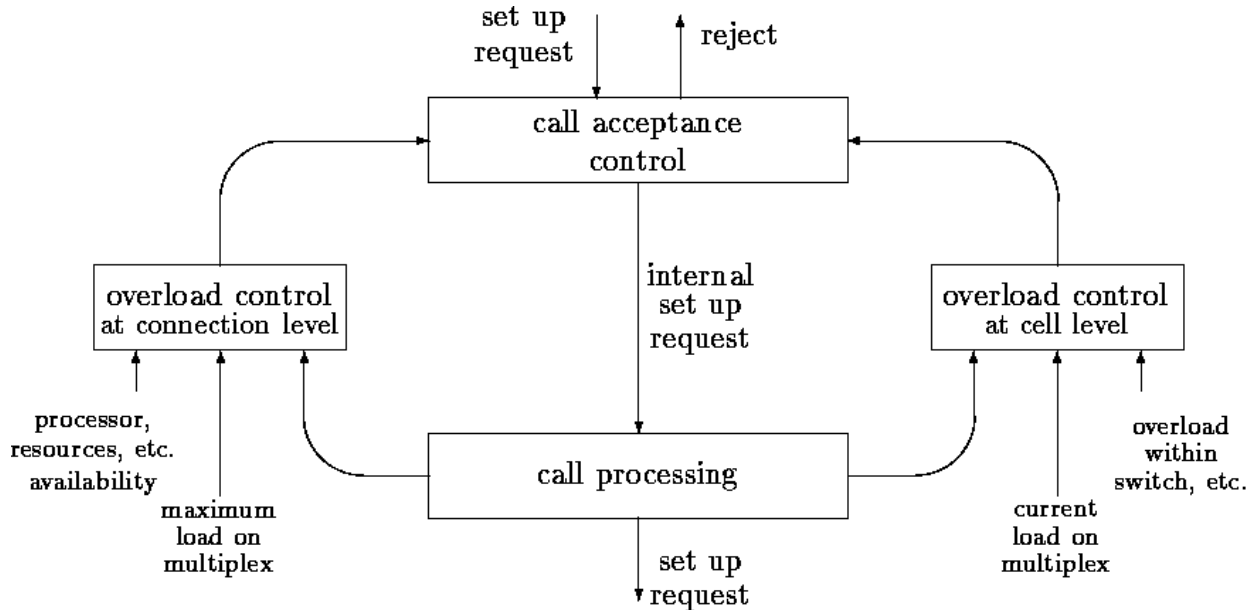 set up
request
reject
call acceptance
control
internal
set up
request
overload control
at connection level
overload control
at cell level
processor,
resources, etc.
availability
maximum
load on
multiplex
call processing
current
load on
multiplex
overload
within
switch, etc.
set up
request